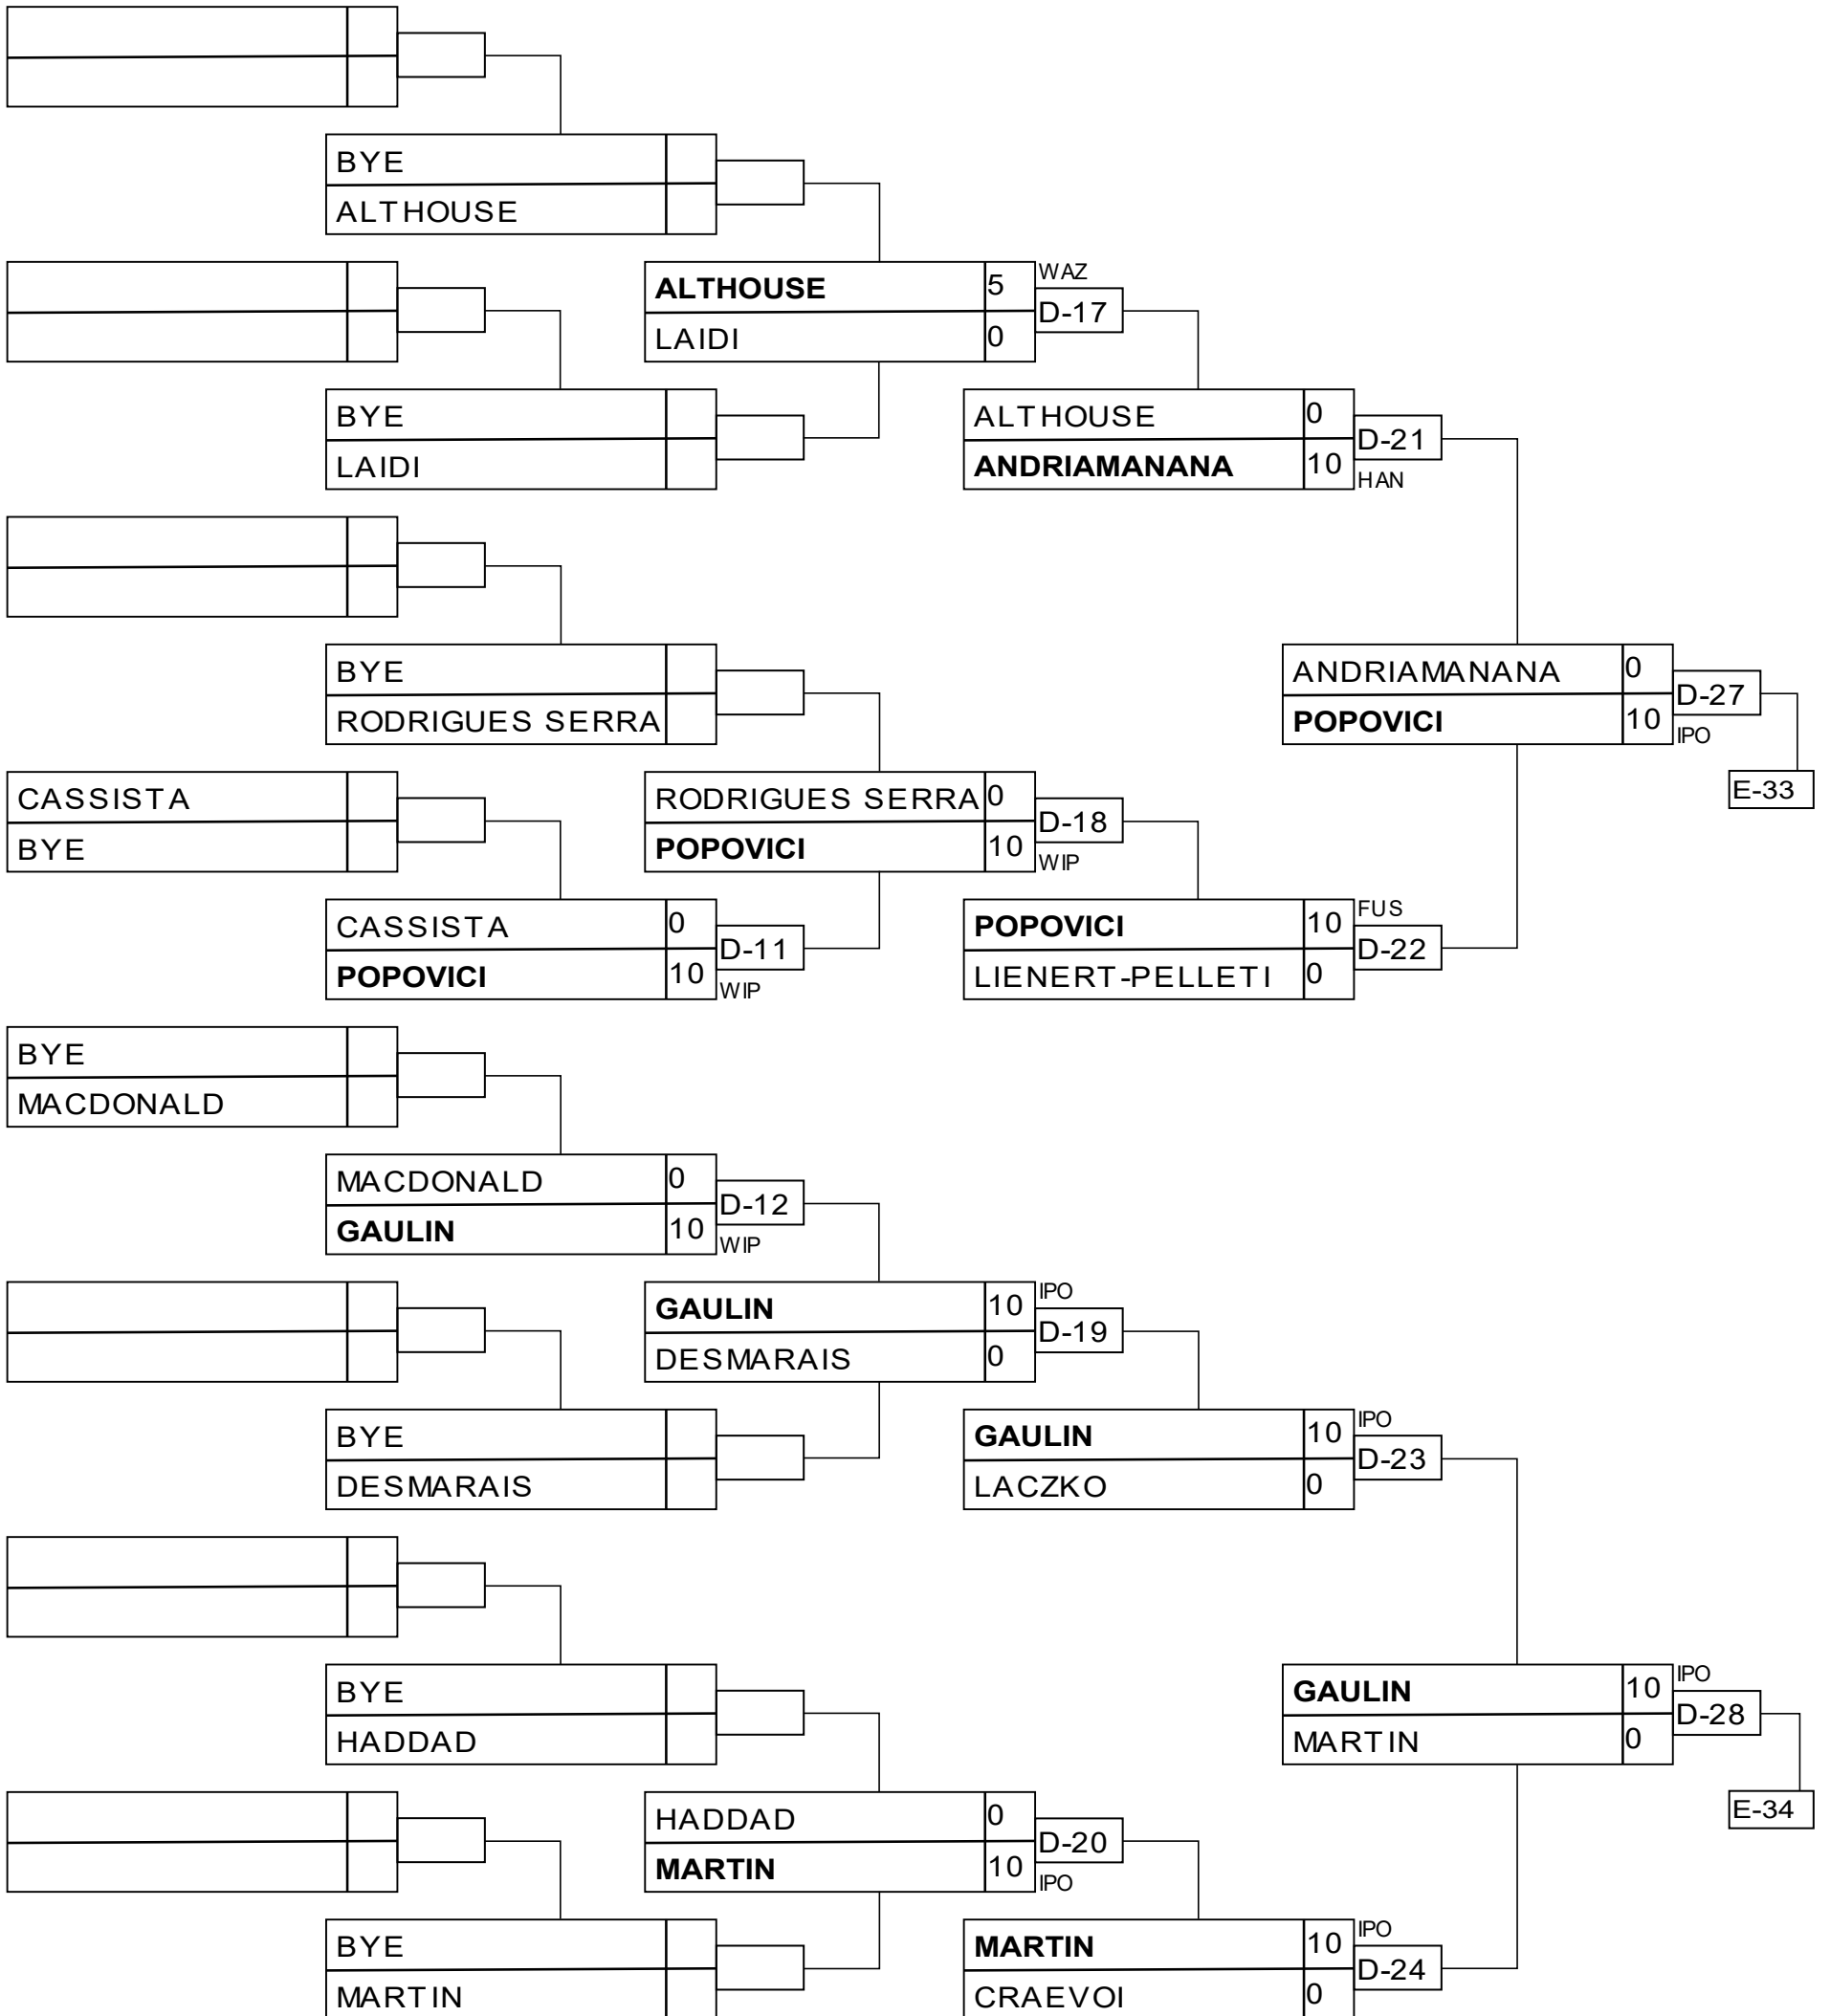 BYE
ALTHOUSE
ALTHOUSE 5 WAZ
D-17
LAIDI 0
BYE
LAIDI
ALTHOUSE 0
D-21
ANDRIAMANANA 10 HAN
BYE
RODRIGUES SERRA
ANDRIAMANANA 0
D-27
POPOVICI 10 IPO
E-33
CASSISTA
BYE
RODRIGUES SERRA 0
D-18
POPOVICI 10 WIP
CASSISTA 0
D-11
POPOVICI 10 WIP
POPOVICI 10 FUS
D-22
LIENERT-PELLETI 0
BYE
MACDONALD
MACDONALD 0
D-12
GAULIN 10 WIP
GAULIN 10 IPO
D-19
DESMARAIS 0
BYE
DESMARAIS
GAULIN 10 IPO
D-23
LACZKO 0
BYE
HADDAD
GAULIN 10 IPO
D-28
MARTIN 0
E-34
HADDAD 0
D-20
MARTIN 10 IPO
BYE
MARTIN
MARTIN 10 IPO
D-24
CRAEVOI 0